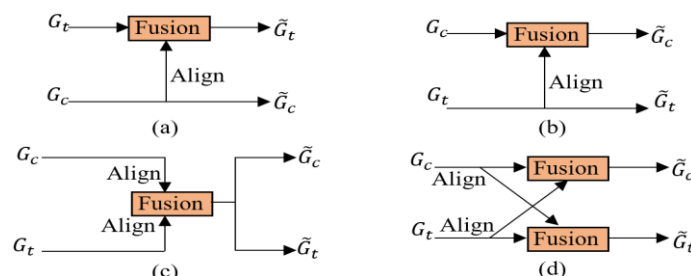 G_t Fusion G̃_t
Align
G_c G̃_c
(a)
G_c Fusion G̃_c
Align
G_t G̃_t
(b)
G_c G̃_c
Align
Fusion
Align
G_t G̃_t
(c)
G_c Fusion G̃_c
Align
Align
G_t Fusion G̃_t
(d)